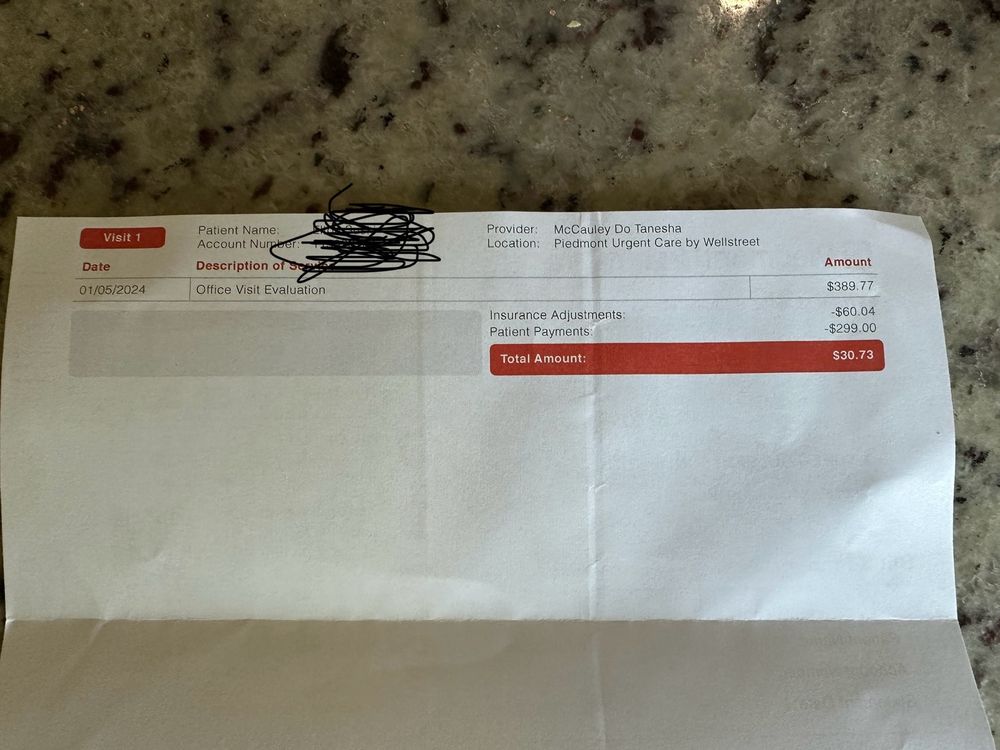 Visit 1
Patient Name:
Account Number:
Provider: McCauley Do Tanesha
Location: Piedmont Urgent Care by Wellstreet
Date Description of Amount
01/05/2024 Office Visit Evaluation $389.77
Insurance Adjustments: -$60.04
Patient Payments: -$299.00
Total Amount: $30.73